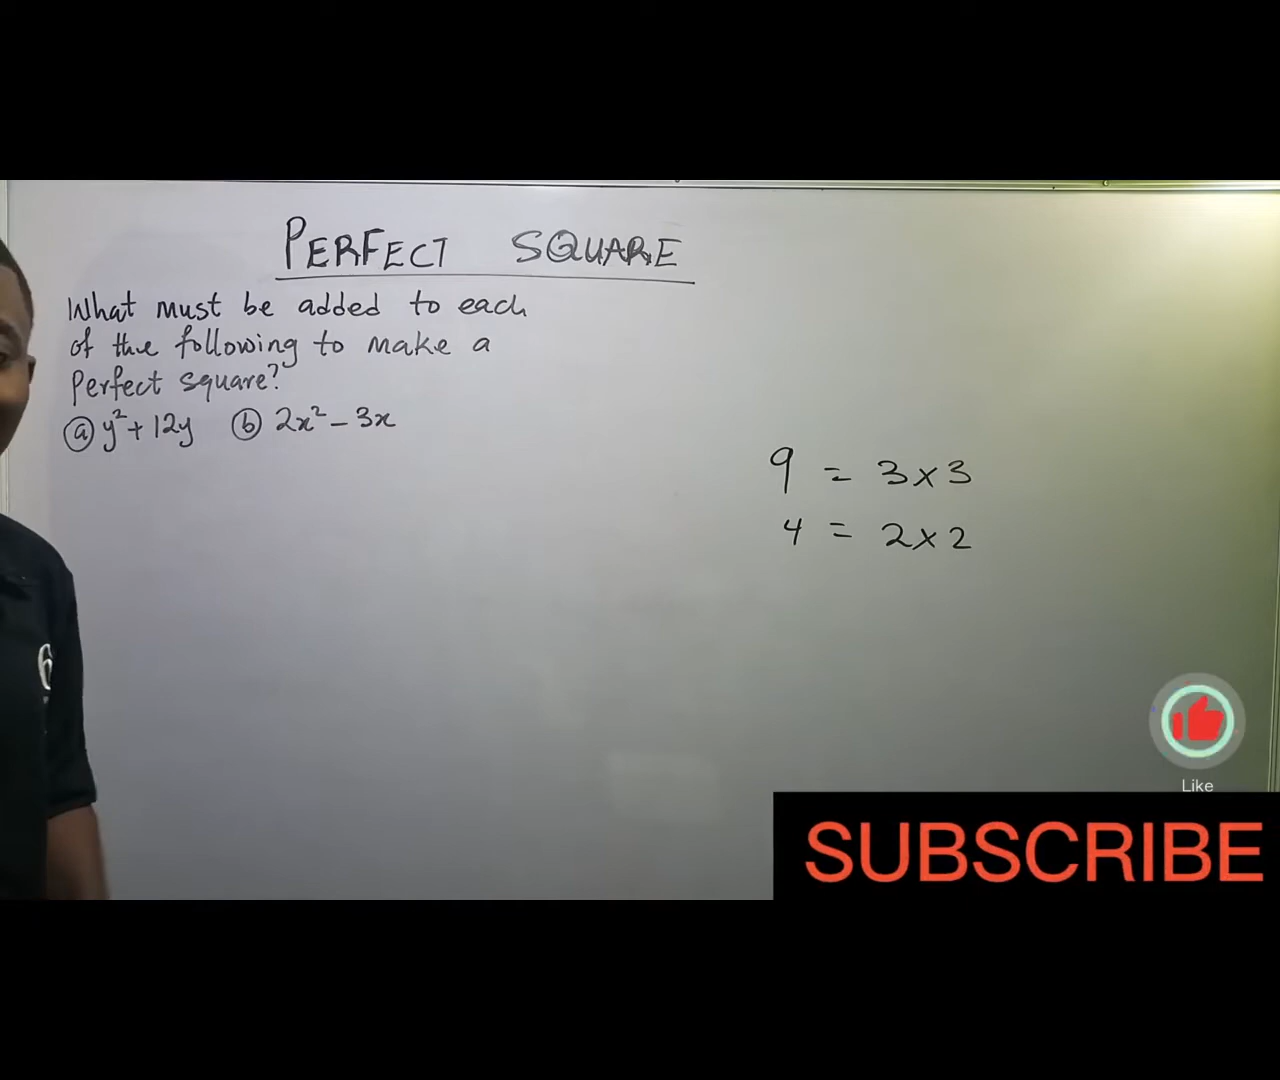 PERFECT SQUARE
What must be added to each
of the following to make a
Perfect square?
(a) y² + 12y (b) 2x² - 3x
9 = 3×3
4 = 2×2
6
Like
SUBSCRIBE